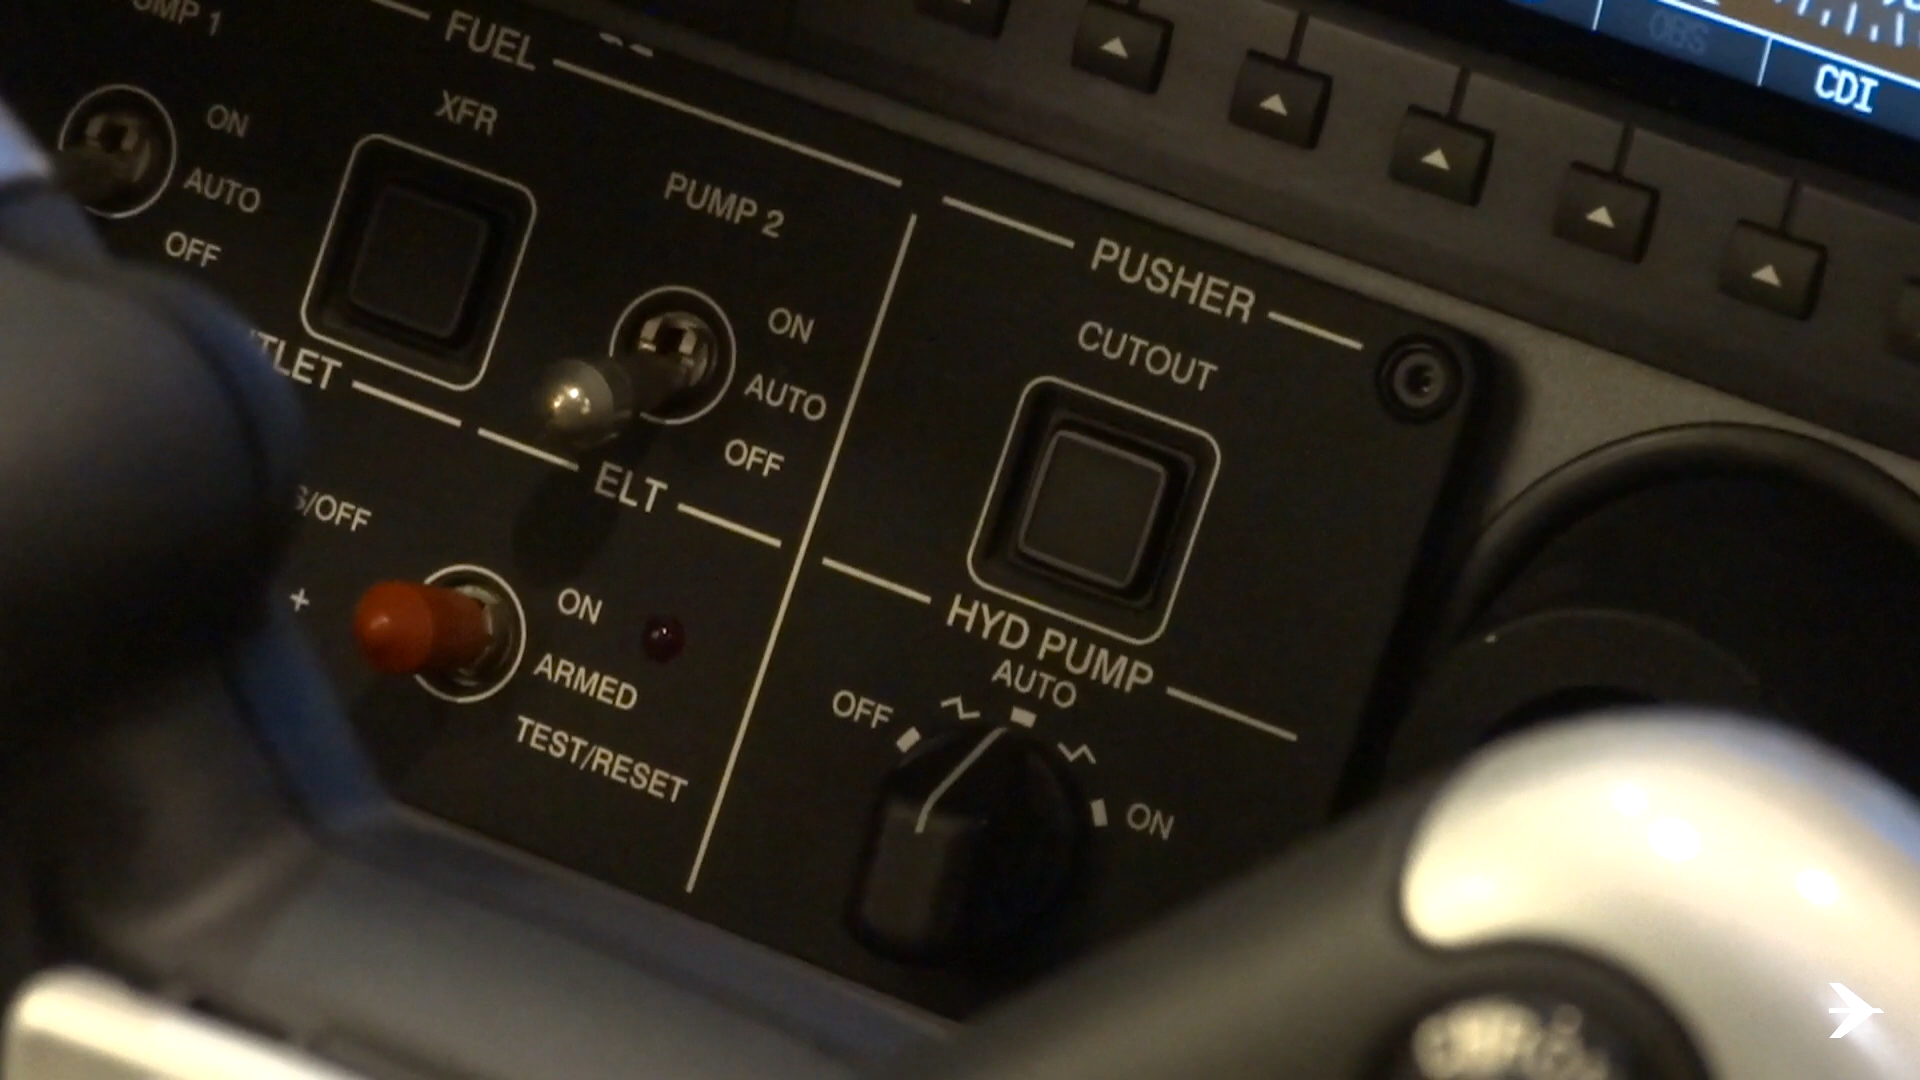 FUEL
XFR
ON
AUTO
OFF
PUMP 2
ON
AUTO
OFF
PUSHER
CUTOUT
ELT
ON
ARMED
TEST/RESET
+
HYD PUMP
OFF
AUTO
ON
OBS
CDI